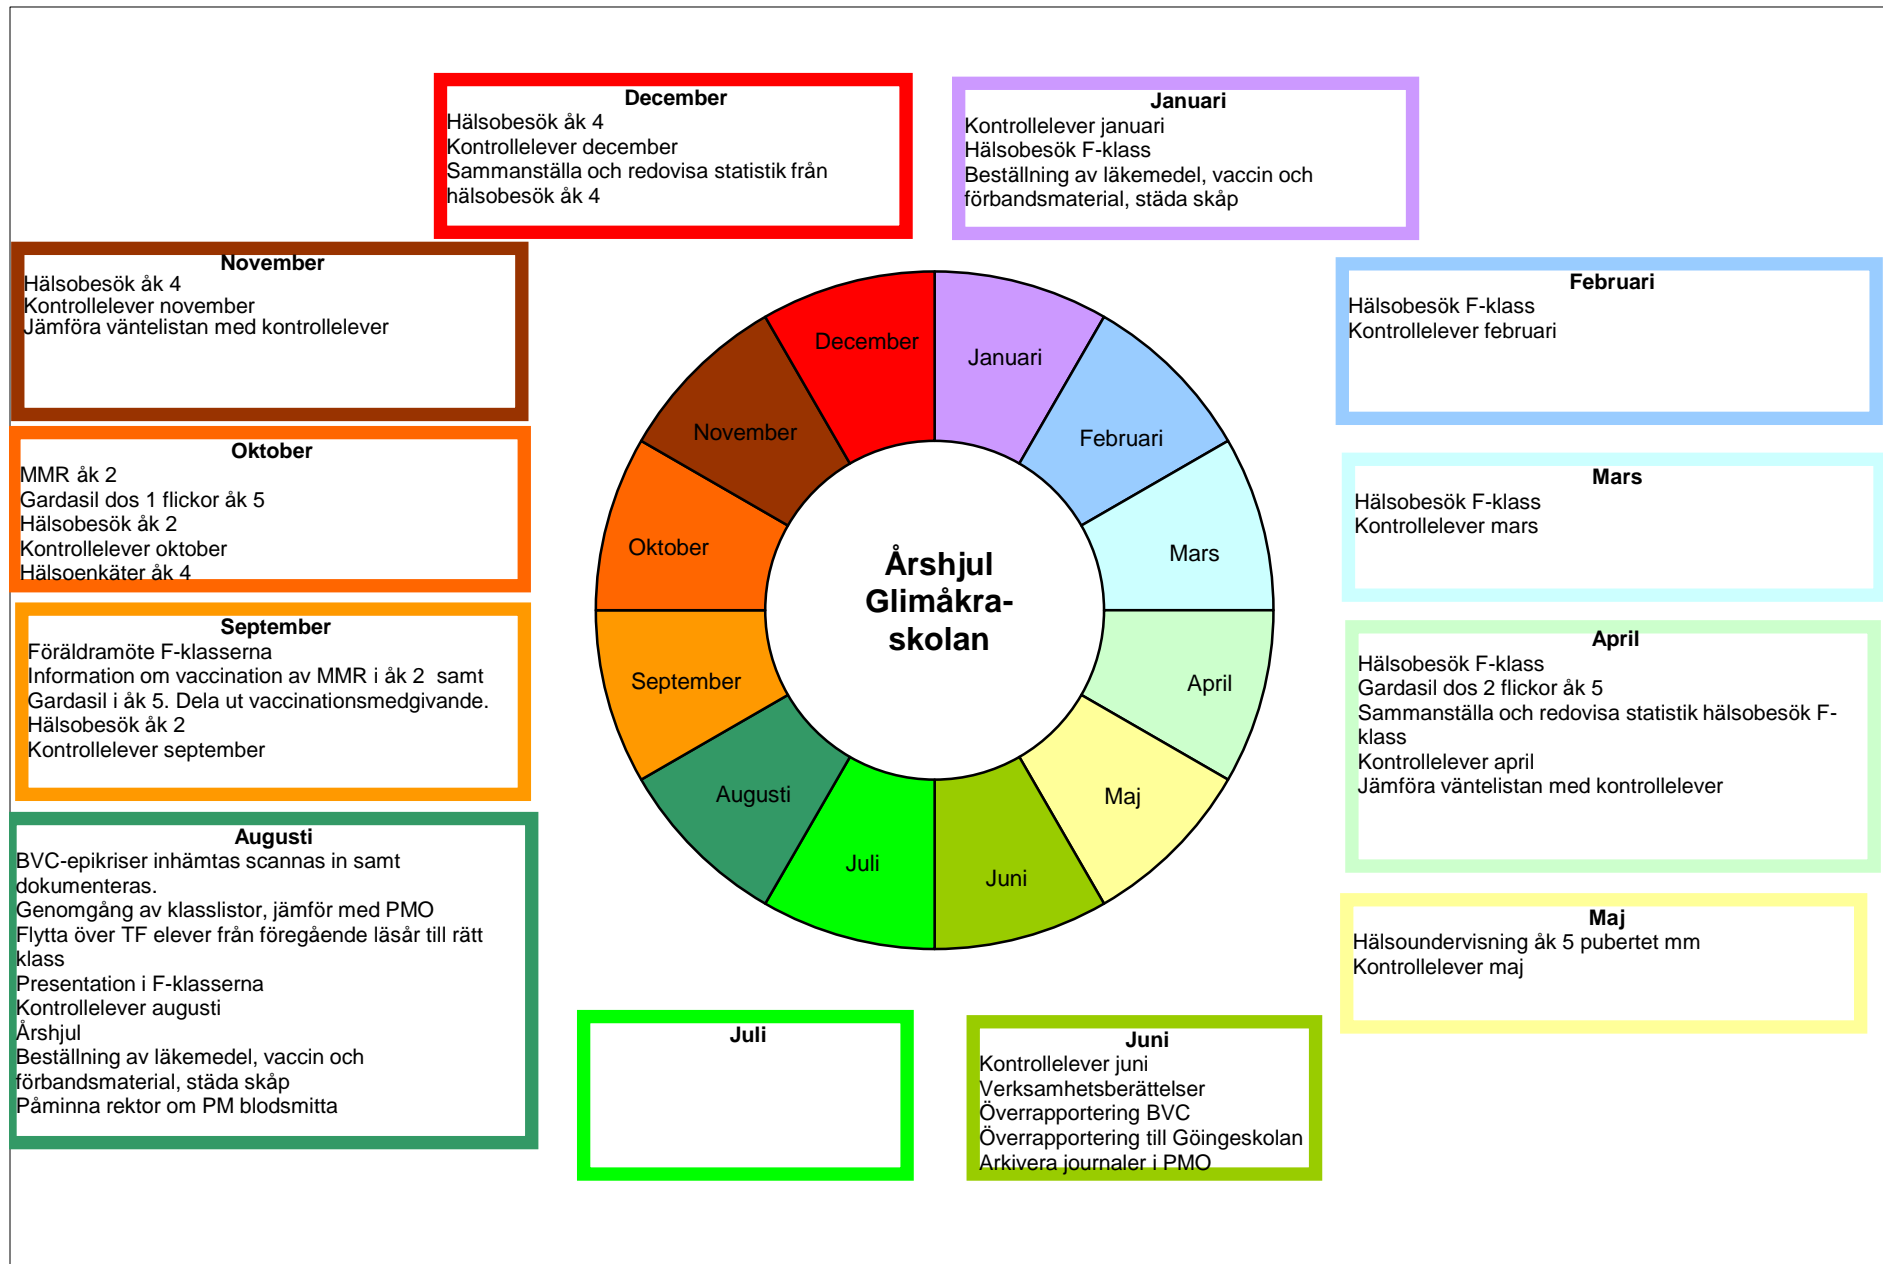 December
Hälsobesök åk 4
Kontrollelever december
Sammanställa och redovisa statistik från
hälsobesök åk 4
Januari
Kontrollelever januari
Hälsobesök F-klass
Beställning av läkemedel, vaccin och
förbandsmaterial, städa skåp
November
Hälsobesök åk 4
Kontrollelever november
Jämföra väntelistan med kontrollelever
Februari
Hälsobesök F-klass
Kontrollelever februari
Oktober
MMR åk 2
Gardasil dos 1 flickor åk 5
Hälsobesök åk 2
Kontrollelever oktober
Hälsoenkäter åk 4
Mars
Hälsobesök F-klass
Kontrollelever mars
September
Föräldramöte F-klasserna
Information om vaccination av MMR i åk 2  samt
Gardasil i åk 5. Dela ut vaccinationsmedgivande.
Hälsobesök åk 2
Kontrollelever september
April
Hälsobesök F-klass
Gardasil dos 2 flickor åk 5
Sammanställa och redovisa statistik hälsobesök F-
klass
Kontrollelever april
Jämföra väntelistan med kontrollelever
Augusti
BVC-epikriser inhämtas scannas in samt
dokumenteras.
Genomgång av klasslistor, jämför med PMO
Flytta över TF elever från föregående läsår till rätt
klass
Presentation i F-klasserna
Kontrollelever augusti
Årshjul
Beställning av läkemedel, vaccin och
förbandsmaterial, städa skåp
Påminna rektor om PM blodsmitta
Maj
Hälsoundervisning åk 5 pubertet mm
Kontrollelever maj
Juli
Juni
Kontrollelever juni
Verksamhetsberättelser
Överrapportering BVC
Överrapportering till Göingeskolan
Arkivera journaler i PMO
December
Januari
Februari
Mars
April
Maj
Juni
Juli
Augusti
September
Oktober
November
Årshjul
Glimåkra-
skolan